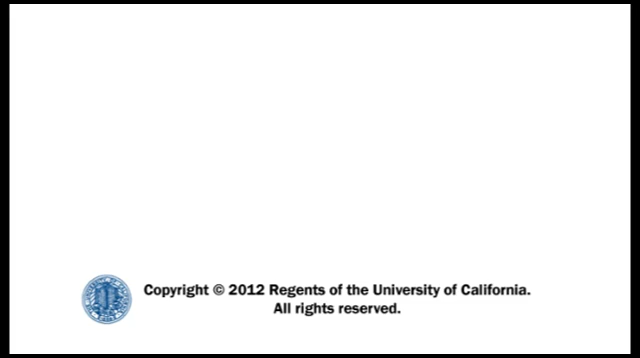 Copyright © 2012 Regents of the University of California.
All rights reserved.